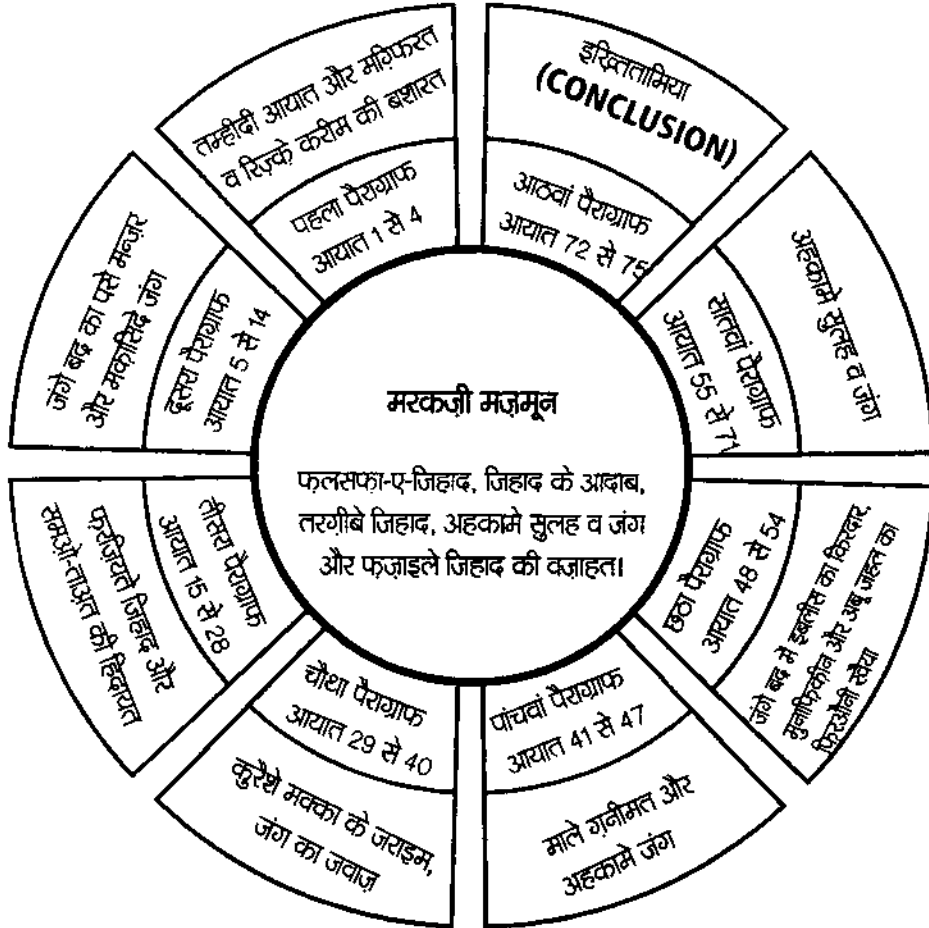 मरकज़ी मज़मून
फ़लसफ़ा-ए-जिहाद, जिहाद के आदाब,
तरग़ीबे जिहाद, अहकामे सुलह व जंग
और फ़ज़ाइले जिहाद की वज़ाहत।
तम्हीदी आयात और मग़्फ़िरत
व रिज़्क़े करीम की बशारत
पहला पैराग्राफ
आयात 1 से 4
जंगे बद्र का पसे मन्ज़र
और मक़ासिदे जंग
दूसरा पैराग्राफ
आयात 5 से 14
तीसरा पैराग्राफ
आयात 15 से 28
फ़र्ज़ियते जिहाद और
समओ-ताअत की हिदायत
चौथा पैराग्राफ
आयात 29 से 40
कुरैशे मक्का के जराइम,
जंग का जवाज़
पांचवां पैराग्राफ
आयात 41 से 47
माले ग़नीमत और
अहकामे जंग
छठा पैराग्राफ
आयात 48 से 54
जंगे बद्र में इबलीस का किरदार,
मुनाफ़िक़ीन और अबू जहल का
फ़िरऔनी रवैया
सातवां पैराग्राफ
आयात 55 से 71
अहकामे सुलह व जंग
इख़्तितामिया
(CONCLUSION)
आठवां पैराग्राफ
आयात 72 से 75